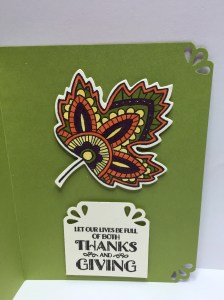 LET OUR LIVES BE FULL
OF BOTH
THANKS
AND
GIVING